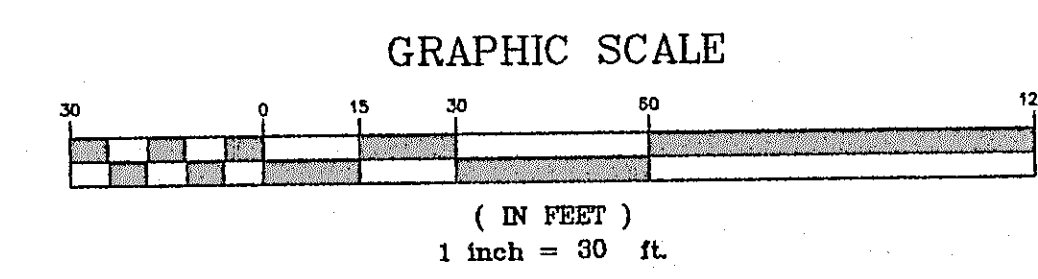 GRAPHIC SCALE
30 0 15 30 60 12
( IN FEET )
1 inch = 30 ft.